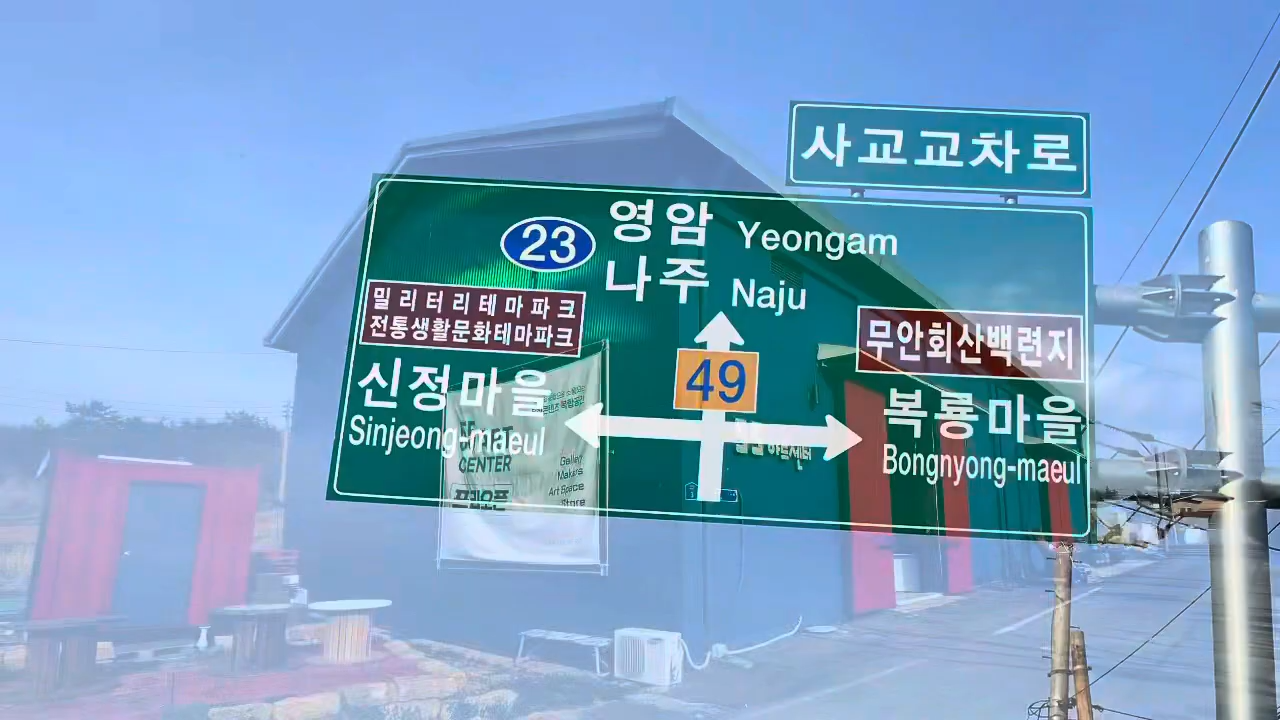 사교교차로
23
영암 Yeongam
나주 Naju
밀리터리테마파크
전통생활문화테마파크
신정마을
Sinjeong-maeul
49
무안회산백련지
복룡마을
Bongnyong-maeul
CENTER
Galley
Makers
Art Space
Store